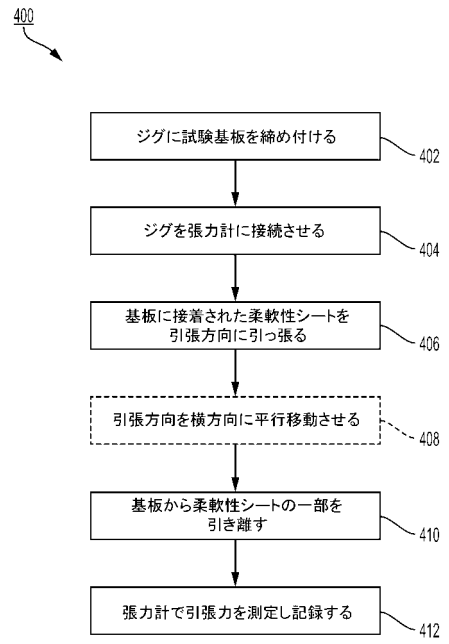 400
ジグに試験基板を締め付ける
402
ジグを張力計に接続させる
404
基板に接着された柔軟性シートを
引張方向に引っ張る
406
引張方向を横方向に平行移動させる
408
基板から柔軟性シートの一部を
引き離す
410
張力計で引張力を測定し記録する
412